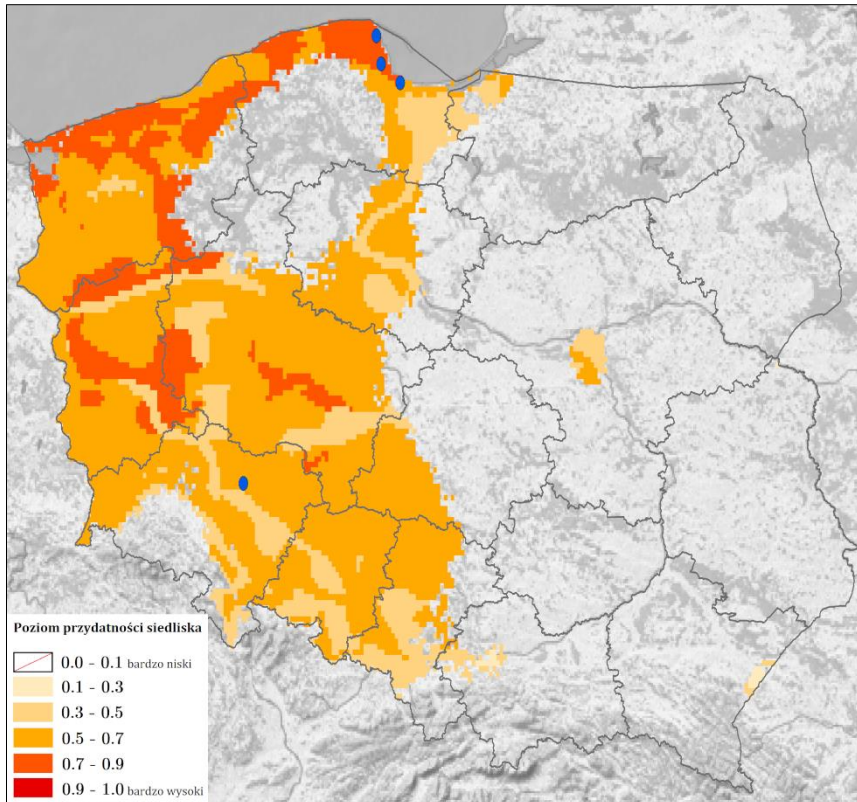 Poziom przydatności siedliska
0.0 - 0.1 bardzo niski
0.1 - 0.3
0.3 - 0.5
0.5 - 0.7
0.7 - 0.9
0.9 - 1.0 bardzo wysoki